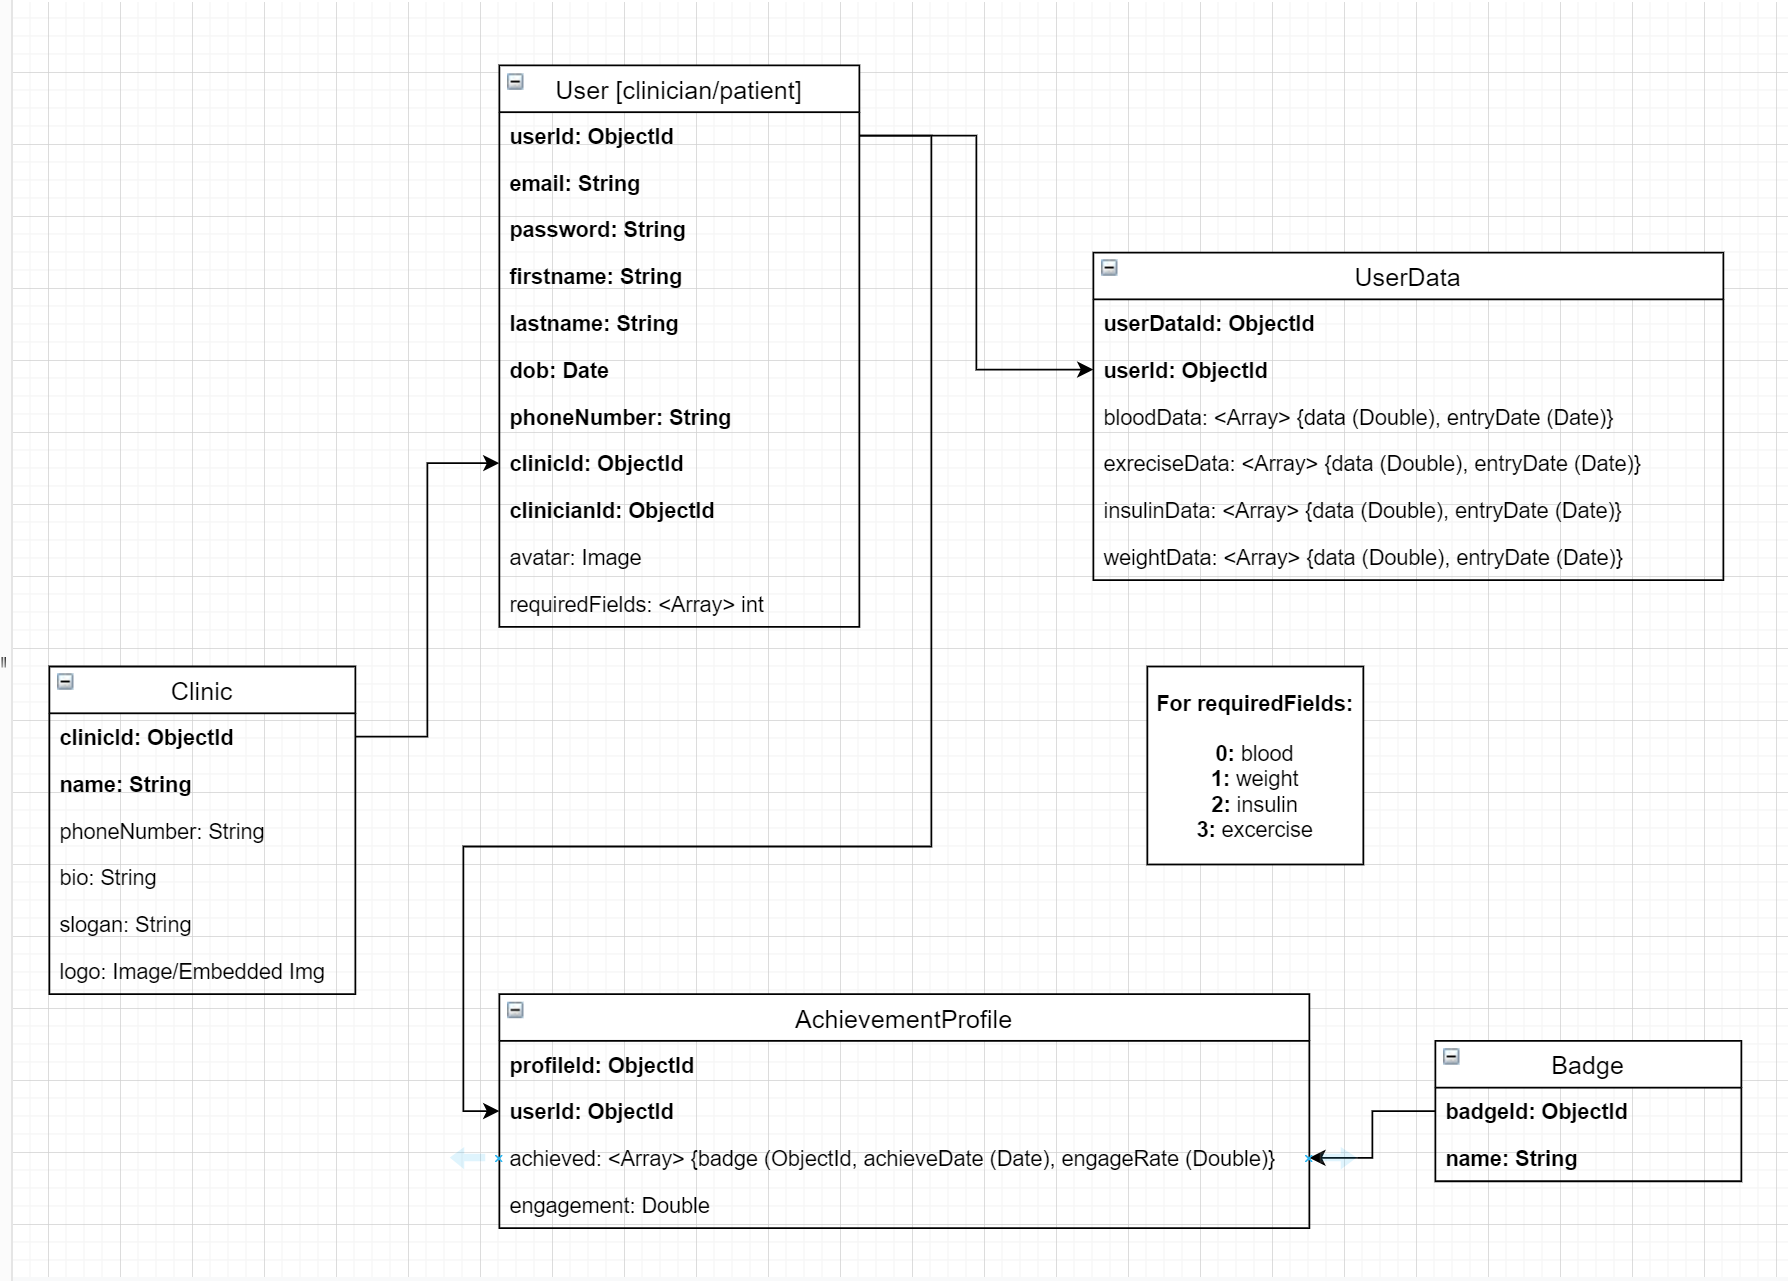 User [clinician/patient]
userId: ObjectId
email: String
password: String
firstname: String
lastname: String
dob: Date
phoneNumber: String
clinicId: ObjectId
clinicianId: ObjectId
avatar: Image
requiredFields: <Array> int
UserData
userDataId: ObjectId
userId: ObjectId
bloodData: <Array> {data (Double), entryDate (Date)}
exreciseData: <Array> {data (Double), entryDate (Date)}
insulinData: <Array> {data (Double), entryDate (Date)}
weightData: <Array> {data (Double), entryDate (Date)}
Clinic
clinicId: ObjectId
name: String
phoneNumber: String
bio: String
slogan: String
logo: Image/Embedded Img
For requiredFields:
0: blood
1: weight
2: insulin
3: excercise
AchievementProfile
profileId: ObjectId
userId: ObjectId
achieved: <Array> {badge (ObjectId, achieveDate (Date), engageRate (Double)}
engagement: Double
Badge
badgeId: ObjectId
name: String